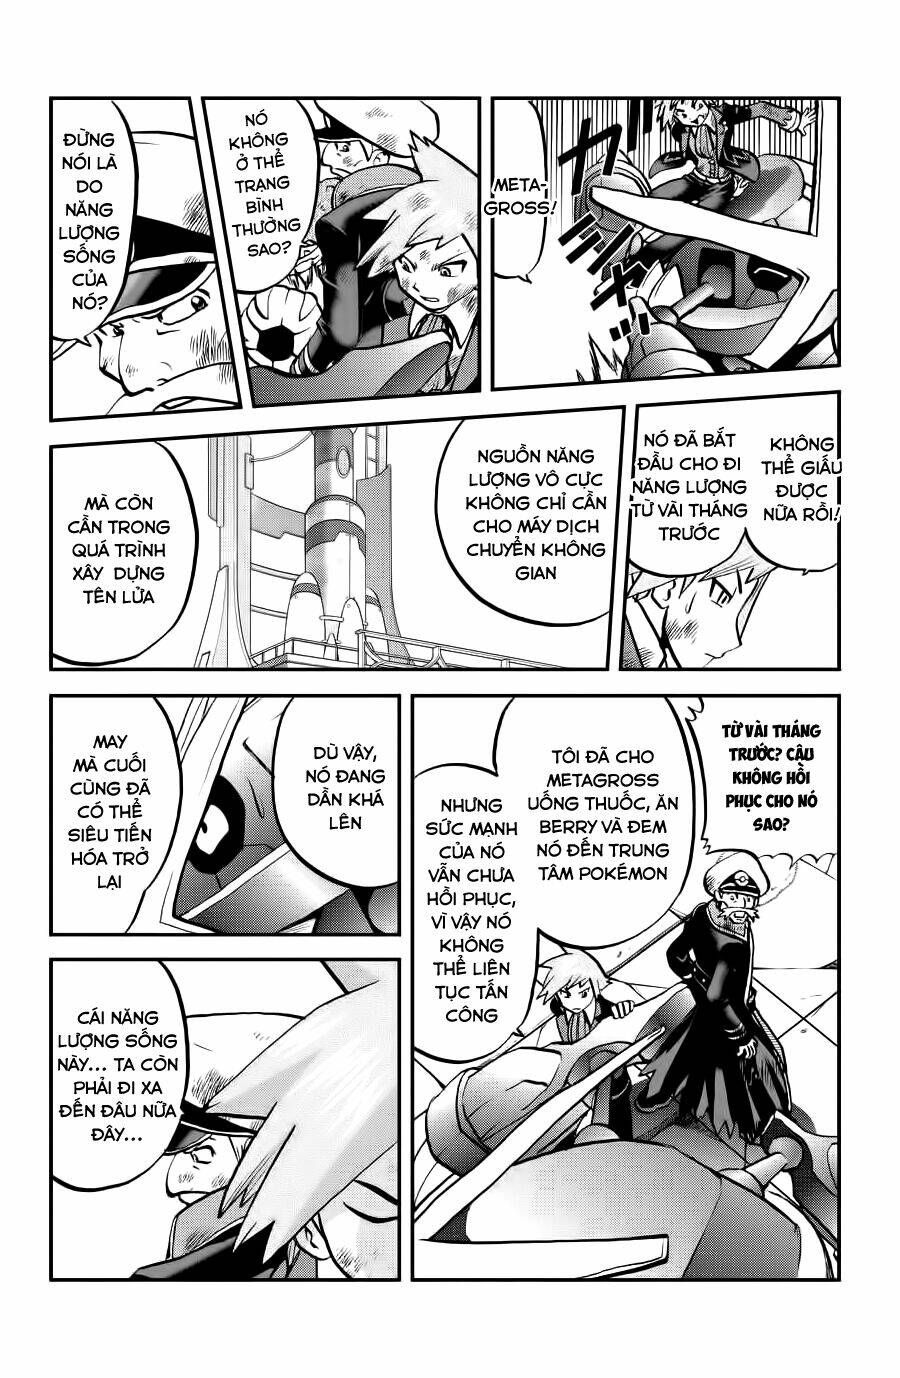 META-
GROSS!
NÓ
KHÔNG
Ở THỂ
TRẠNG
BÌNH
THƯỜNG
SAO?
ĐỪNG
NÓI LÀ
DO
NĂNG
LƯỢNG
SỐNG
CỦA
NÓ?
KHÔNG
THỂ GIẤU
ĐƯỢC
NỮA RỒI!
NÓ ĐÃ BẮT
ĐẦU CHO ĐI
NĂNG LƯỢNG
TỪ VÀI THÁNG
TRƯỚC
NGUỒN NĂNG
LƯỢNG VÔ CỰC
KHÔNG CHỈ CẦN
CHO MÁY DỊCH
CHUYỂN KHÔNG
GIAN
MÀ CÒN
CẦN TRONG
QUÁ TRÌNH
XÂY DỰNG
TÊN LỬA
TỪ VÀI THÁNG
TRƯỚC? CẬU
KHÔNG HỒI
PHỤC CHO NÓ
SAO?
TÔI ĐÃ CHO
METAGROSS
UỐNG THUỐC, ĂN
BERRY VÀ ĐEM
NÓ ĐẾN TRUNG
TÂM POKÉMON
NHƯNG
SỨC MẠNH
CỦA NÓ
VẪN CHƯA
HỒI PHỤC,
VÌ VẬY NÓ
KHÔNG
THỂ LIÊN
TỤC TẤN
CÔNG
DÙ VẬY,
NÓ ĐANG
DẦN KHÁ
LÊN
MAY
MÀ CUỐI
CÙNG ĐÃ
CÓ THỂ
SIÊU TIẾN
HÓA TRỞ
LẠI
CÁI NĂNG
LƯỢNG SỐNG
NÀY... TA CÒN
PHẢI ĐI XA
ĐẾN ĐÂU NỮA
ĐÂY...